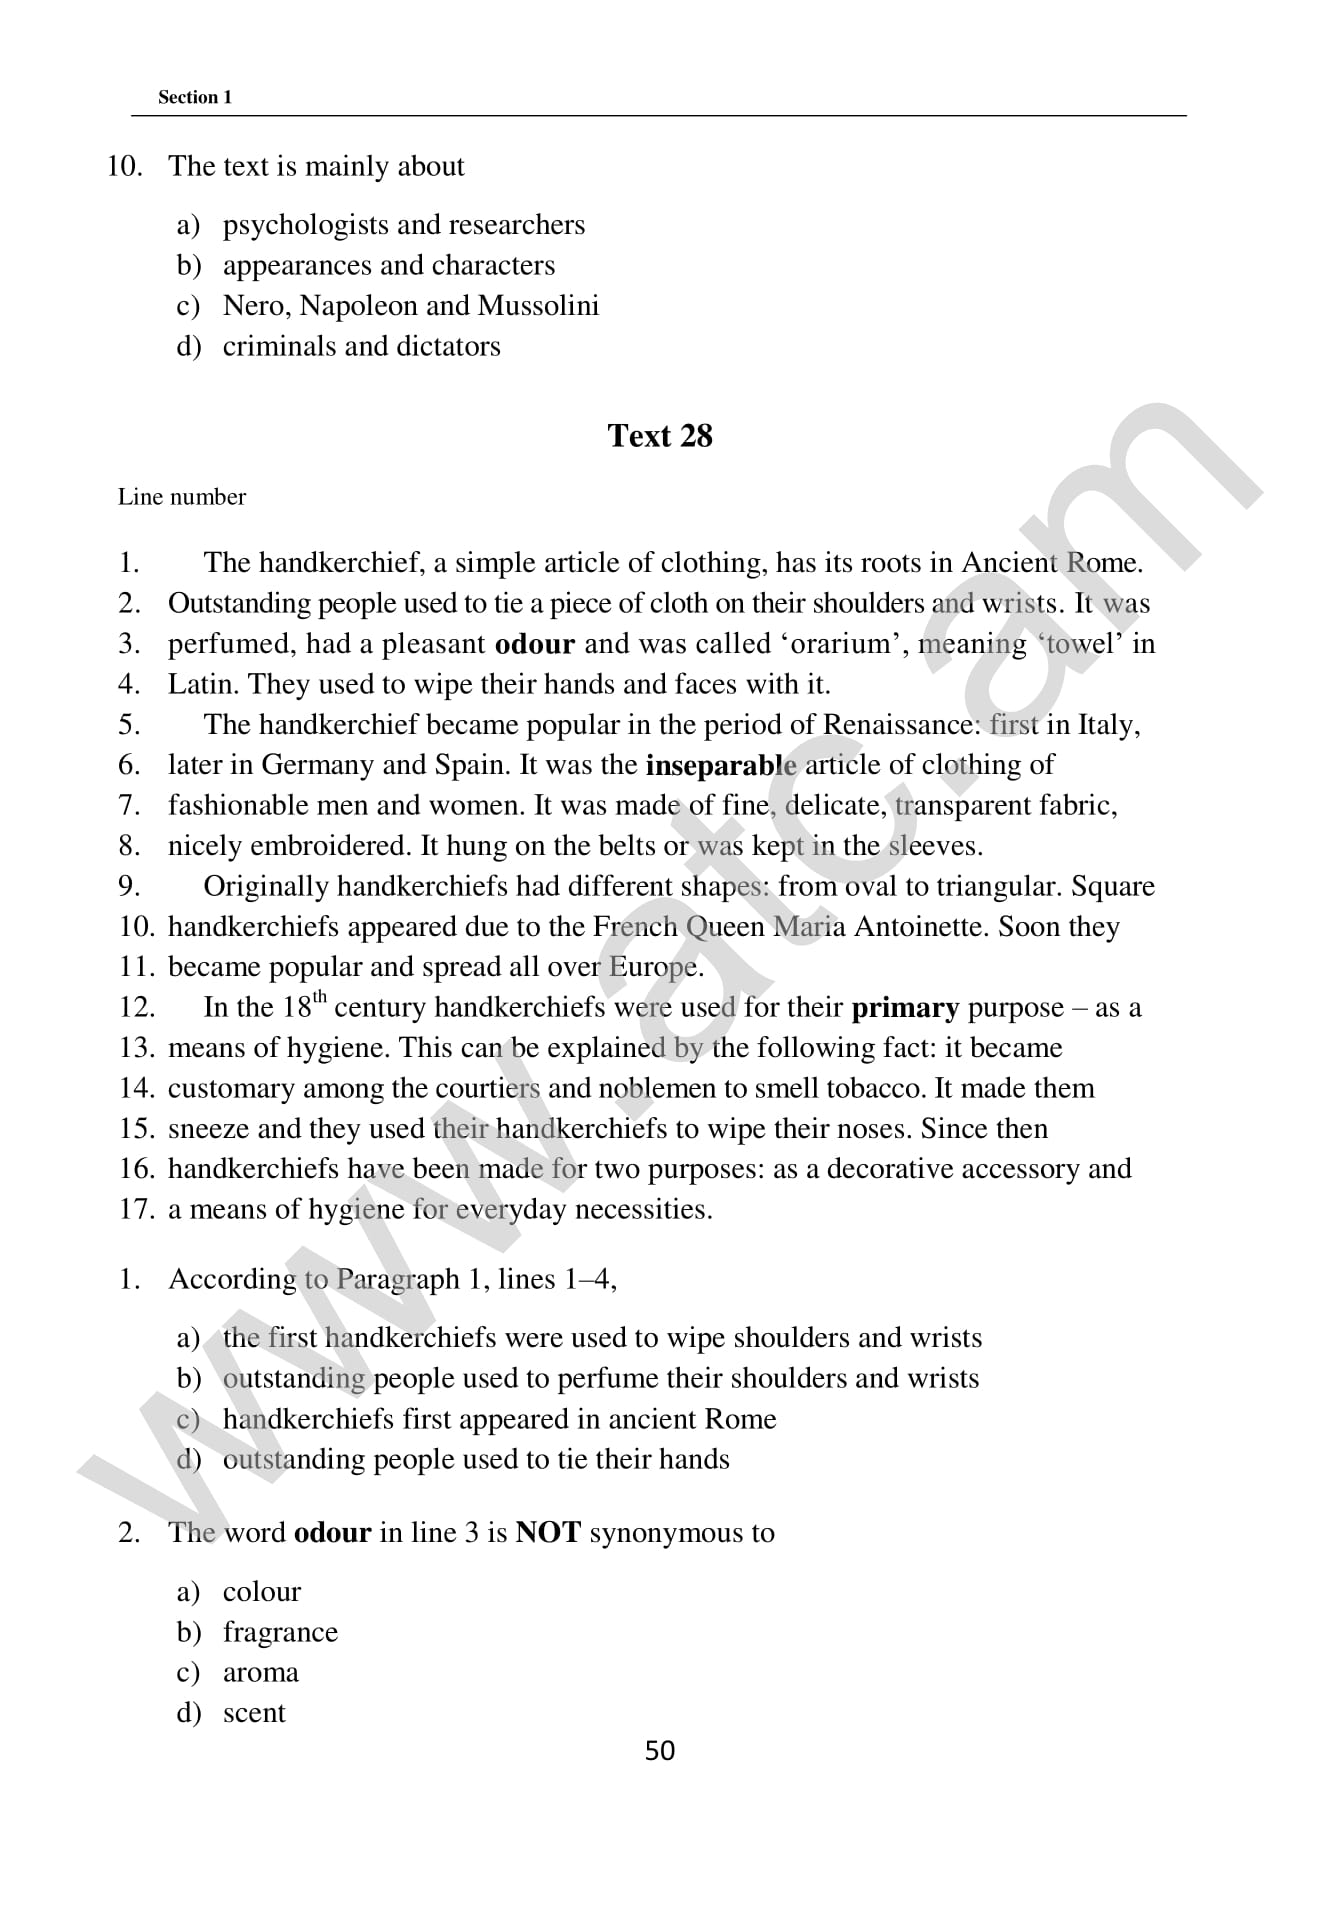 Section 1
10. The text is mainly about
a) psychologists and researchers
b) appearances and characters
c) Nero, Napoleon and Mussolini
d) criminals and dictators
Text 28
Line number
1. The handkerchief, a simple article of clothing, has its roots in Ancient Rome.
2. Outstanding people used to tie a piece of cloth on their shoulders and wrists. It was
3. perfumed, had a pleasant odour and was called ‘orarium’, meaning ‘towel’ in
4. Latin. They used to wipe their hands and faces with it.
5. The handkerchief became popular in the period of Renaissance: first in Italy,
6. later in Germany and Spain. It was the inseparable article of clothing of
7. fashionable men and women. It was made of fine, delicate, transparent fabric,
8. nicely embroidered. It hung on the belts or was kept in the sleeves.
9. Originally handkerchiefs had different shapes: from oval to triangular. Square
10. handkerchiefs appeared due to the French Queen Maria Antoinette. Soon they
11. became popular and spread all over Europe.
12. In the 18th century handkerchiefs were used for their primary purpose – as a
13. means of hygiene. This can be explained by the following fact: it became
14. customary among the courtiers and noblemen to smell tobacco. It made them
15. sneeze and they used their handkerchiefs to wipe their noses. Since then
16. handkerchiefs have been made for two purposes: as a decorative accessory and
17. a means of hygiene for everyday necessities.
1. According to Paragraph 1, lines 1–4,
a) the first handkerchiefs were used to wipe shoulders and wrists
b) outstanding people used to perfume their shoulders and wrists
c) handkerchiefs first appeared in ancient Rome
d) outstanding people used to tie their hands
2. The word odour in line 3 is NOT synonymous to
a) colour
b) fragrance
c) aroma
d) scent
50
www.atc.am